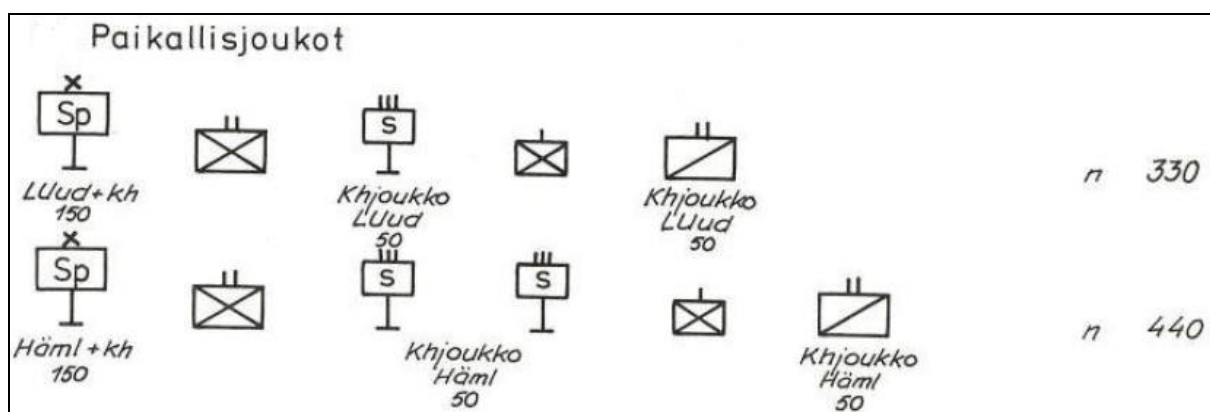 Paikallisjoukot
Sp S
n 330
LUud+kh
150
Khjoukko
LUud
50
Khjoukko
LUud
50
Sp S S
n 440
Häml+kh
150
Khjoukko
Häml
50
Khjoukko
Häml
50